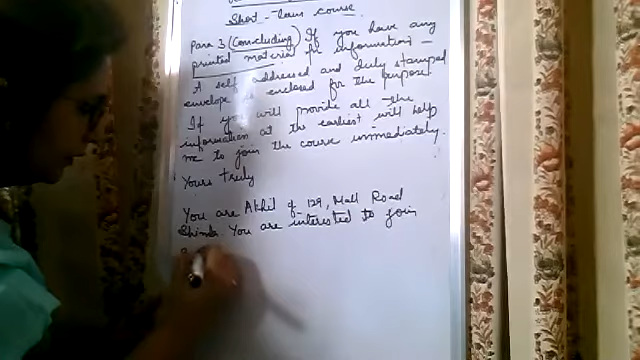 Short-Term course
Para 3 (Concluding) If you have any
printed material for information -
A self addressed and duly stamped
envelope is enclosed for the purpose.
If you will provide all the
information at the earliest will help
me to join the course immediately.
Yours truly
You are Akhil of 129, Mall Road
Shimla You are interested to join